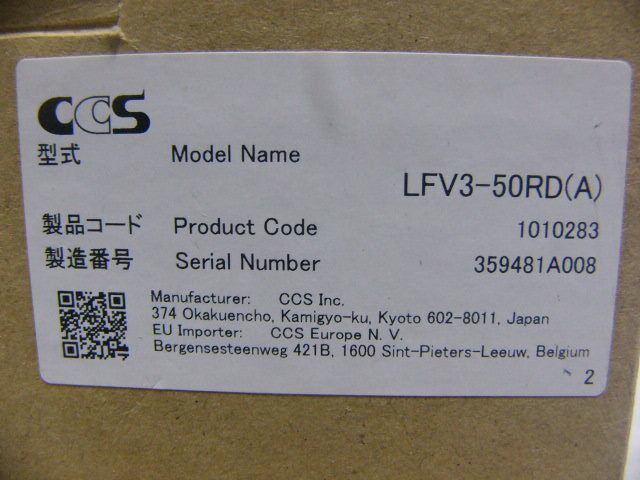 CCS
型式 Model Name
LFV3-50RD(A)
製品コード Product Code 1010283
製造番号 Serial Number 359481A008
Manufacturer: CCS Inc.
374 Okakuencho, Kamigyo-ku, Kyoto 602-8011, Japan
EU Importer: CCS Europe N. V.
Bergensesteenweg 421B, 1600 Sint-Pieters-Leeuw, Belgium
2